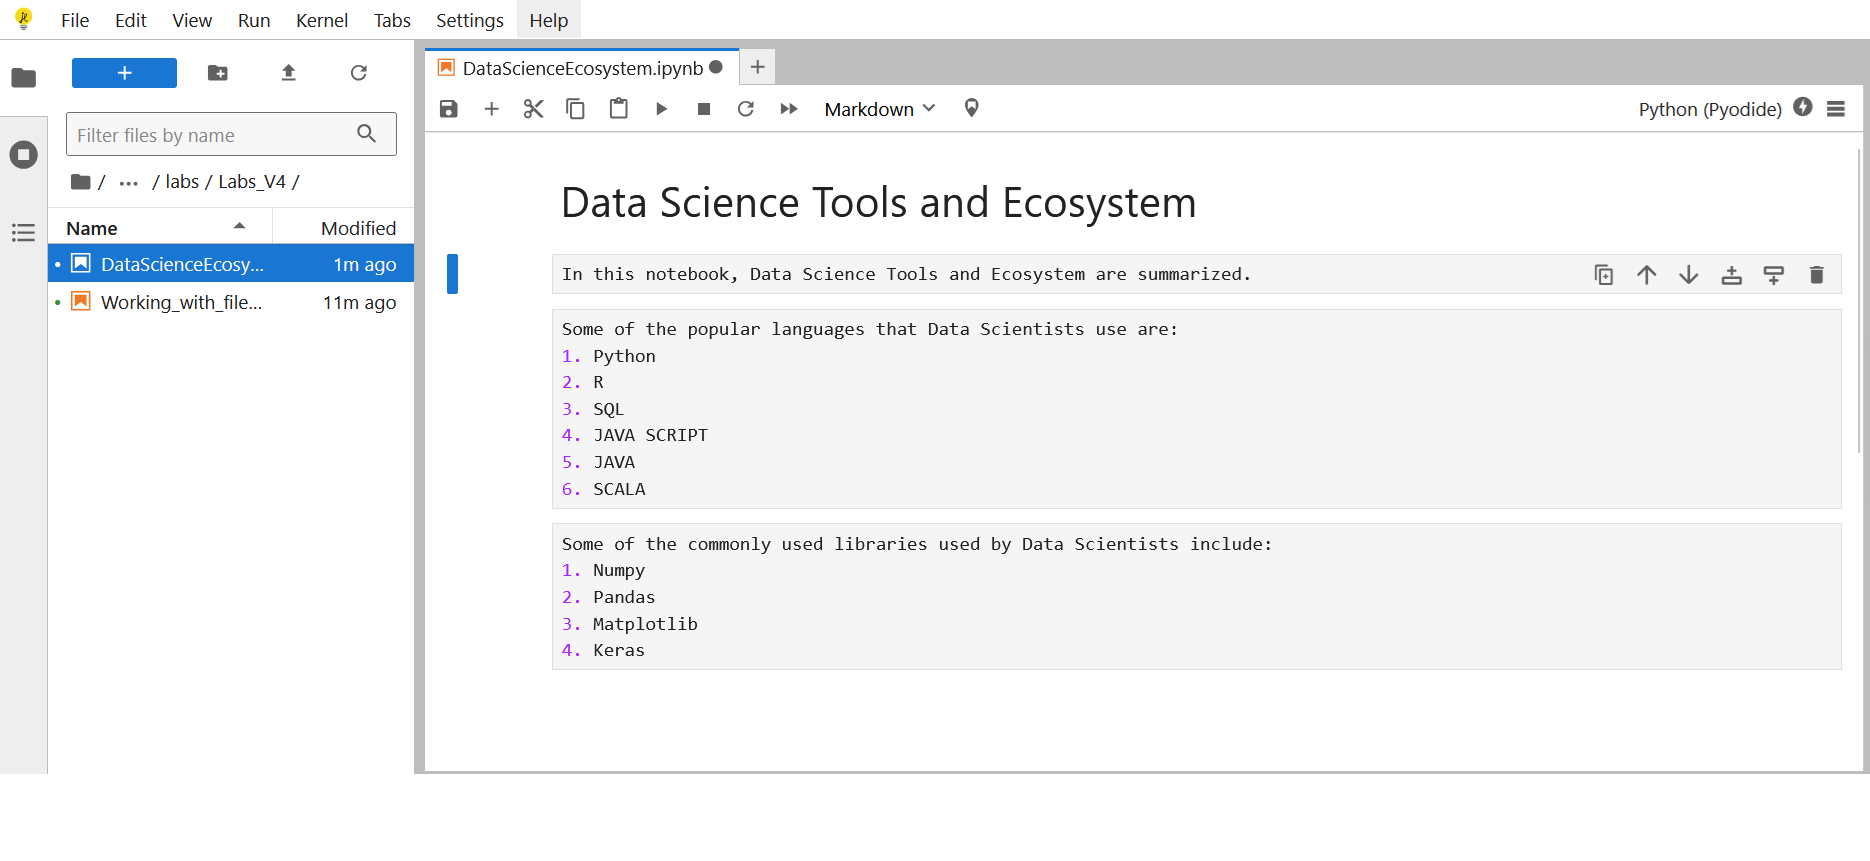 File Edit View Run Kernel Tabs Settings Help
DataScienceEcosystem.ipynb
Filter files by name
Markdown
Python (Pyodide)
/ ... / labs / Labs_V4 /
Name Modified
DataScienceEcosy... 1m ago
Working_with_file... 11m ago
Data Science Tools and Ecosystem
In this notebook, Data Science Tools and Ecosystem are summarized.
Some of the popular languages that Data Scientists use are:
1. Python
2. R
3. SQL
4. JAVA SCRIPT
5. JAVA
6. SCALA
Some of the commonly used libraries used by Data Scientists include:
1. Numpy
2. Pandas
3. Matplotlib
4. Keras